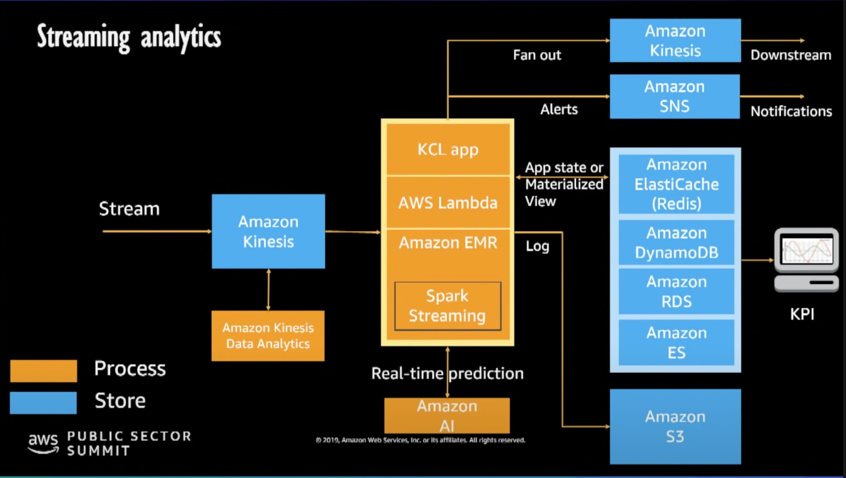 Streaming analytics
Amazon
Kinesis
Fan out
Downstream
Amazon
SNS
Alerts
Notifications
KCL app
AWS Lambda
Amazon EMR
Spark
Streaming
App state or
Materialized
View
Log
Amazon
ElastiCache
(Redis)
Amazon
DynamoDB
Amazon
RDS
Amazon
ES
KPI
Stream
Amazon
Kinesis
Amazon Kinesis
Data Analytics
Real-time prediction
Amazon
AI
Amazon
S3
Process
Store
aws PUBLIC SECTOR
SUMMIT
© 2019, Amazon Web Services, Inc. or its affiliates. All rights reserved.